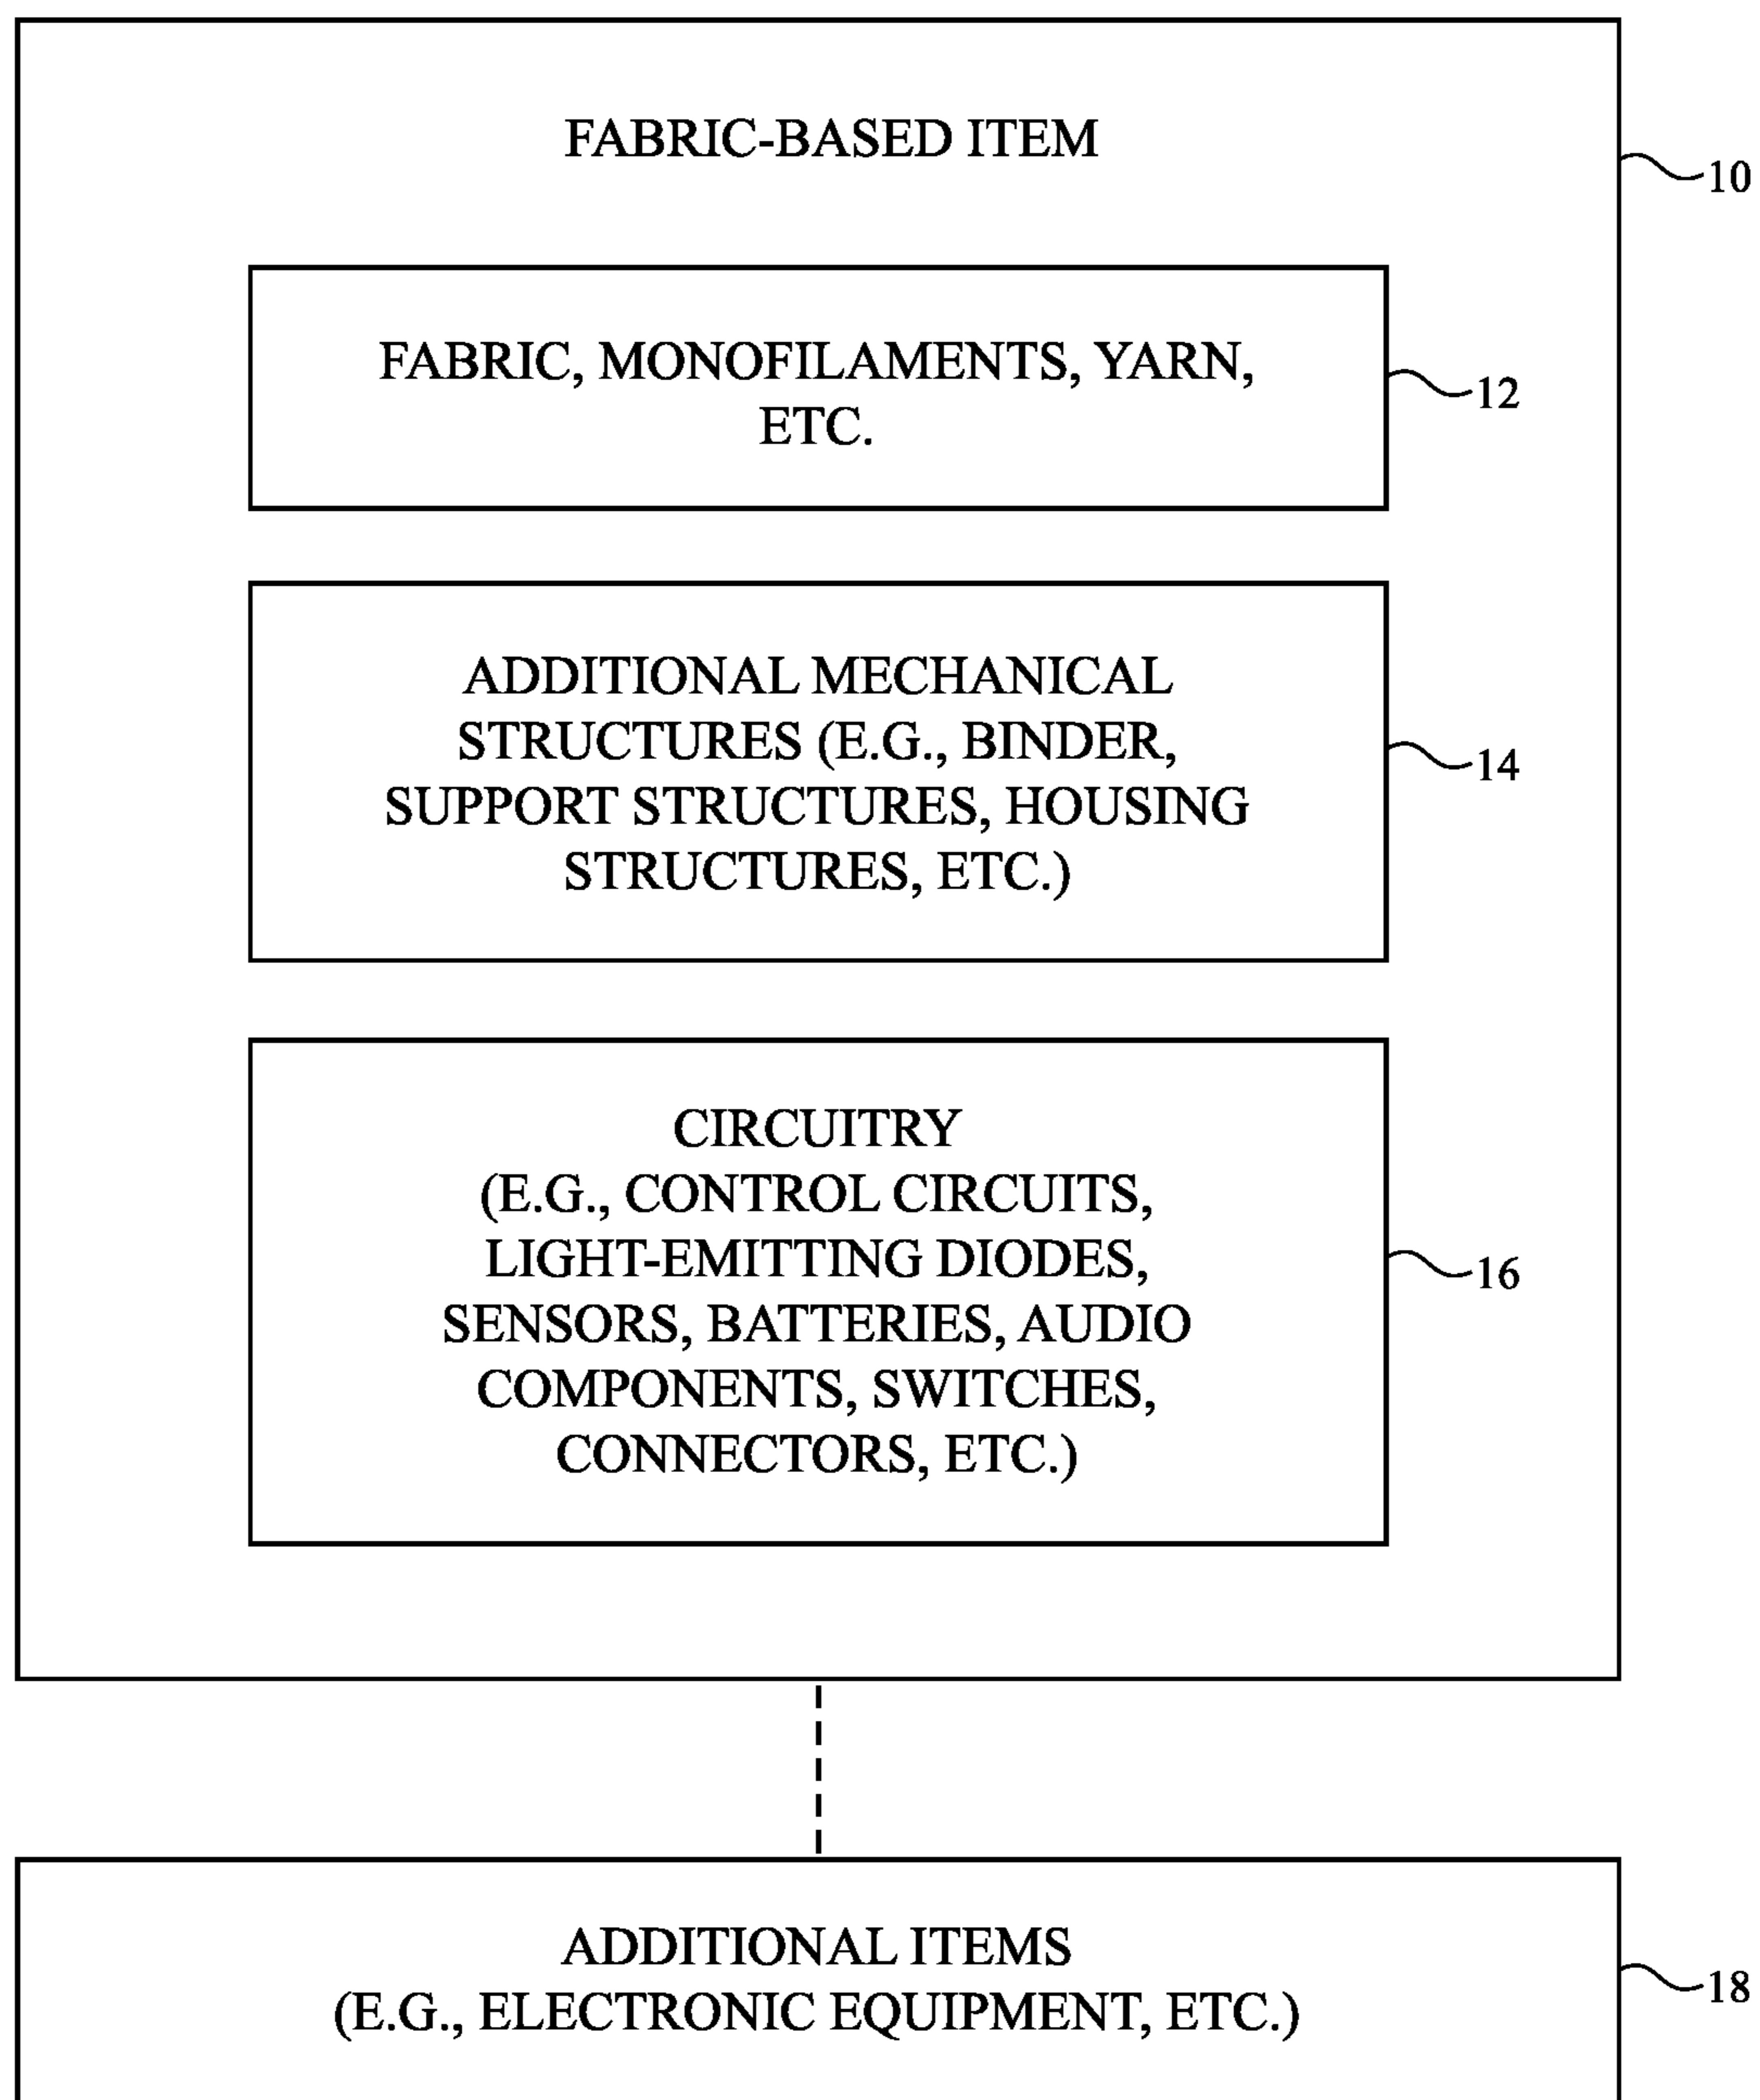 FABRIC-BASED ITEM
10
FABRIC, MONOFILAMENTS, YARN,
ETC.
12
ADDITIONAL MECHANICAL
STRUCTURES (E.G., BINDER,
SUPPORT STRUCTURES, HOUSING
STRUCTURES, ETC.)
14
CIRCUITRY
(E.G., CONTROL CIRCUITS,
LIGHT-EMITTING DIODES,
SENSORS, BATTERIES, AUDIO
COMPONENTS, SWITCHES,
CONNECTORS, ETC.)
16
ADDITIONAL ITEMS
(E.G., ELECTRONIC EQUIPMENT, ETC.)
18